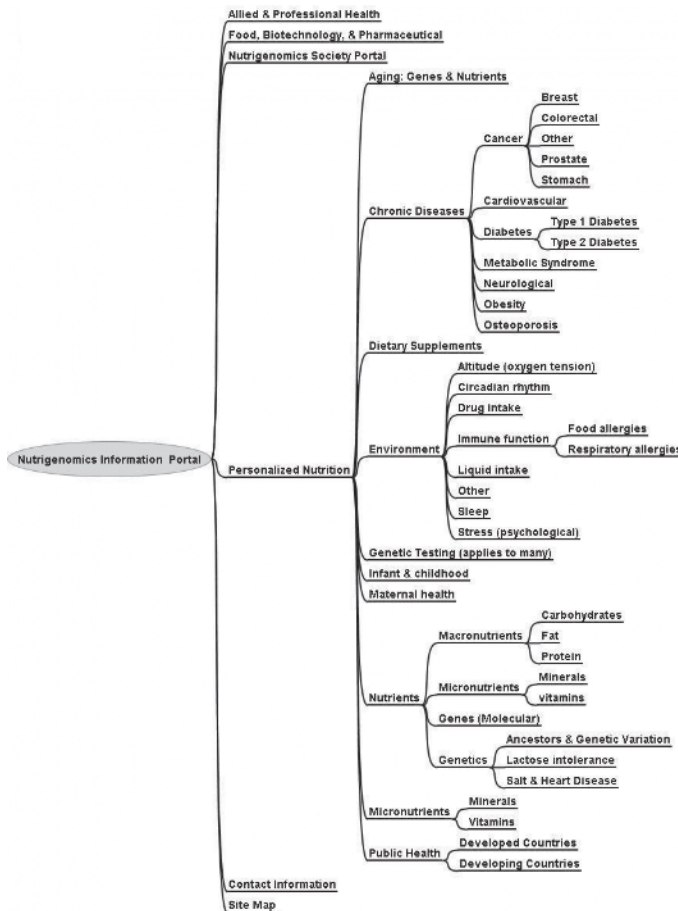 Allied & Professional Health
Food, Biotechnology, & Pharmaceutical
Nutrigenomics Society Portal
Aging: Genes & Nutrients
Breast
Colorectal
Cancer
Other
Prostate
Stomach
Chronic Diseases
Cardiovascular
Diabetes
Type 1 Diabetes
Type 2 Diabetes
Metabolic Syndrome
Neurological
Obesity
Osteoporosis
Dietary Supplements
Altitude (oxygen tension)
Circadian rhythm
Drug intake
Environment
Immune function
Food allergies
Respiratory allergies
Liquid intake
Other
Sleep
Stress (psychological)
Nutrigenomics Information Portal
Personalized Nutrition
Genetic Testing (applies to many)
Infant & childhood
Maternal health
Carbohydrates
Macronutrients
Fat
Protein
Nutrients
Micronutrients
Minerals
vitamins
Genes (Molecular)
Genetics
Ancestors & Genetic Variation
Lactose intolerance
Salt & Heart Disease
Micronutrients
Minerals
Vitamins
Public Health
Developed Countries
Developing Countries
Contact Information
Site Map